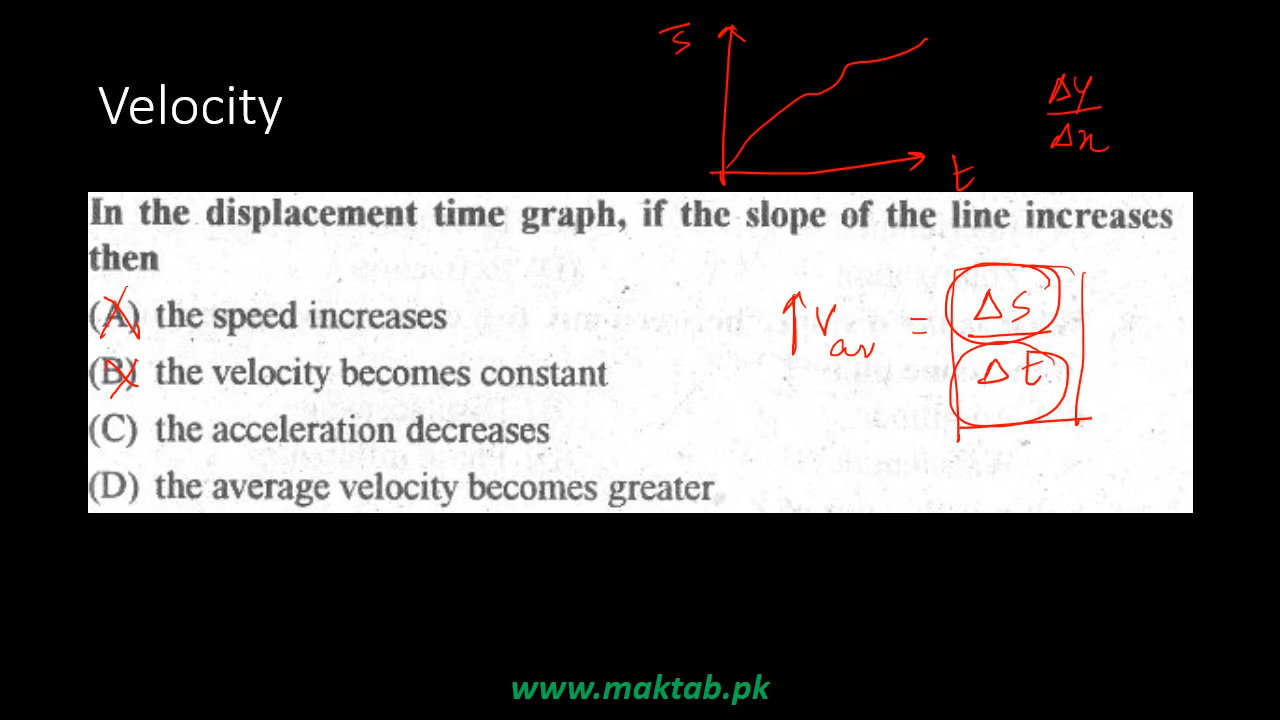 Velocity
S
t
Δy
Δx
In the displacement time graph, if the slope of the line increases
then
(A) the speed increases
(B) the velocity becomes constant
(C) the acceleration decreases
(D) the average velocity becomes greater
↑ Vav = ΔS
Δt
www.maktab.pk